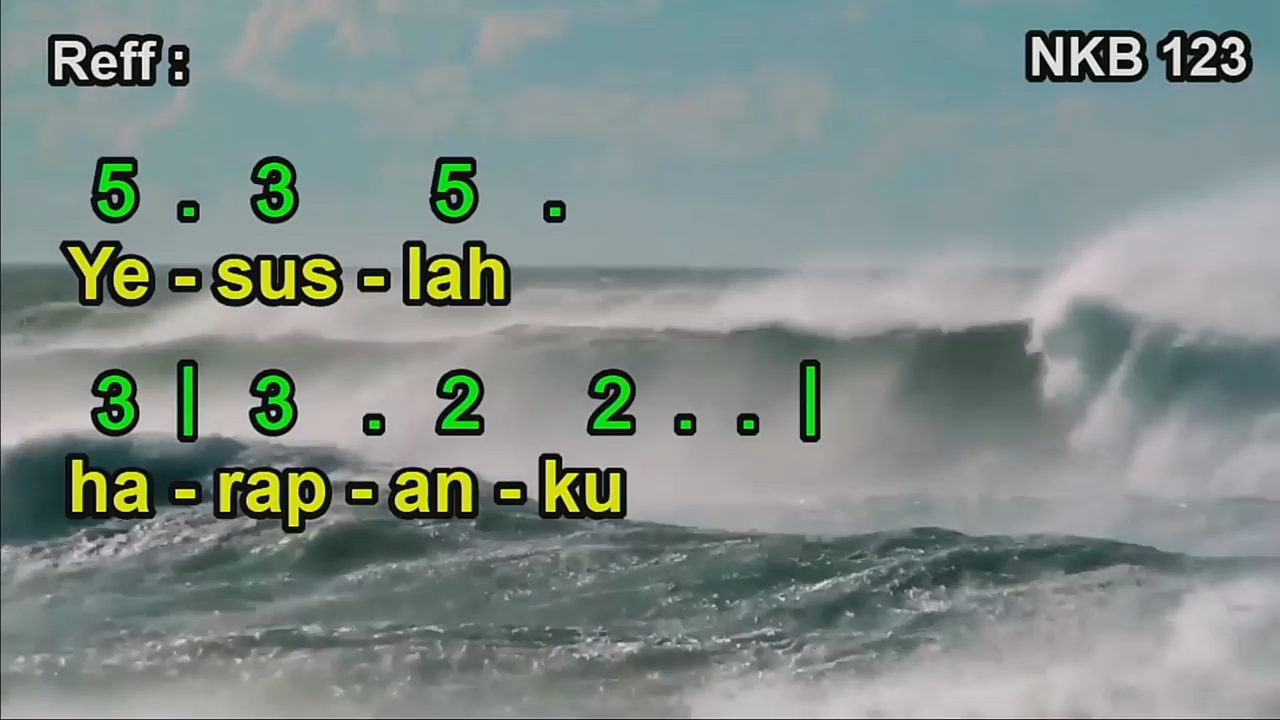 Reff :
NKB 123
5 . 3 5 .
Ye - sus - lah
3 | 3 . 2 2 . . |
ha - rap - an - ku